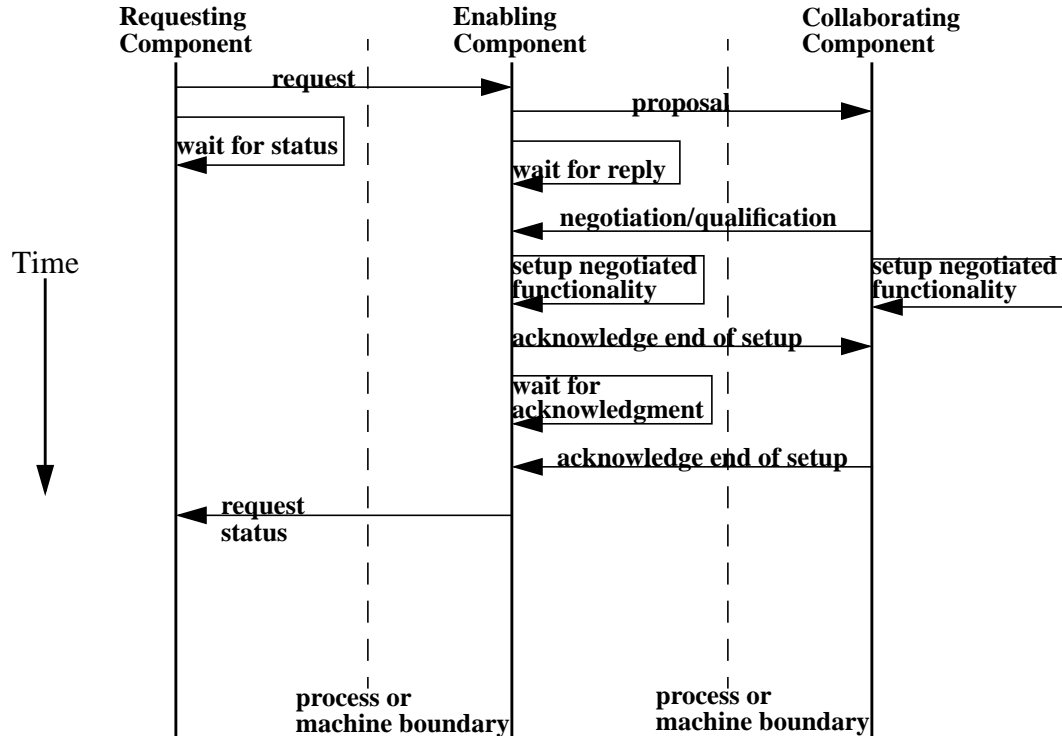 Requesting
Component
Enabling
Component
Collaborating
Component
request
proposal
wait for status
wait for reply
negotiation/qualification
Time
setup negotiated
functionality
setup negotiated
functionality
acknowledge end of setup
wait for
acknowledgment
acknowledge end of setup
request
status
process or
machine boundary
process or
machine boundary